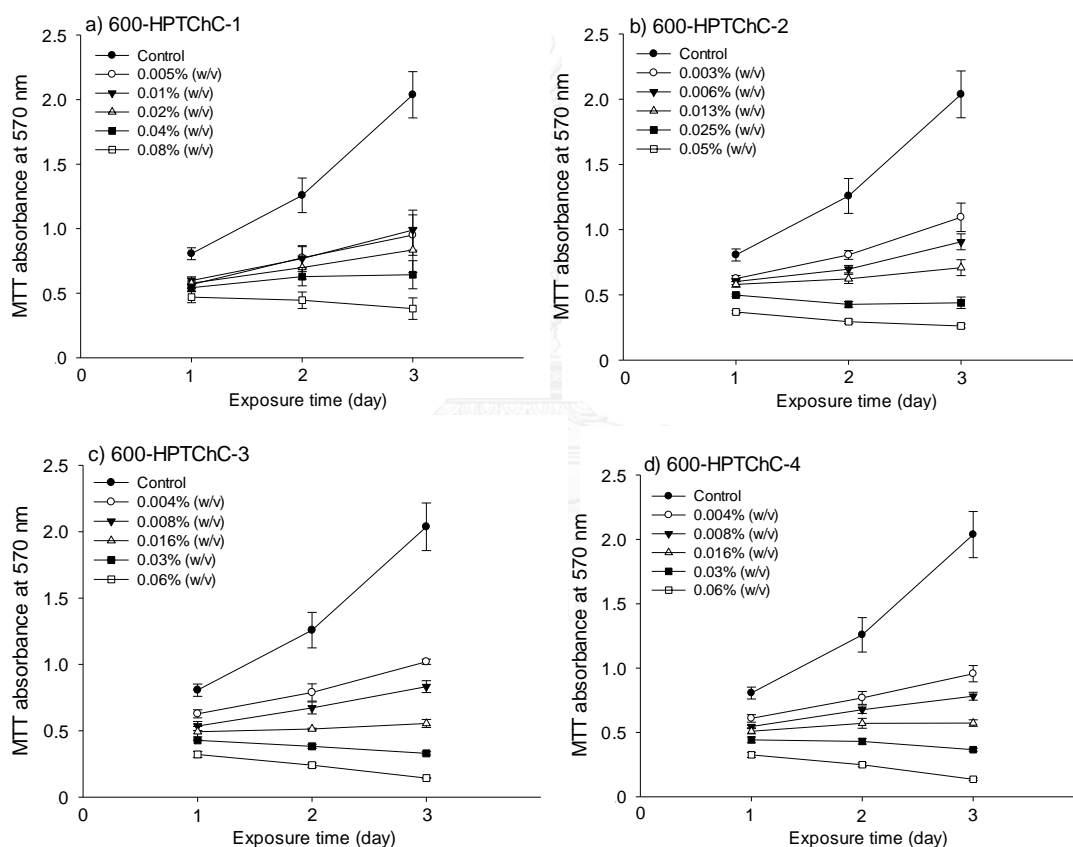 a) 600-HPTChC-1
2.5
2.0
1.5
1.0
0.5
.0
MTT absorbance at 570 nm
Control
0.005% (w/v)
0.01% (w/v)
0.02% (w/v)
0.04% (w/v)
0.08% (w/v)
0
1
2
3
Exposure time (day)
b) 600-HPTChC-2
2.5
2.0
1.5
1.0
0.5
.0
MTT absorbance at 570 nm
Control
0.003% (w/v)
0.006% (w/v)
0.013% (w/v)
0.025% (w/v)
0.05% (w/v)
0
1
2
3
Exposure time (day)
c) 600-HPTChC-3
2.5
2.0
1.5
1.0
0.5
0
MTT absorbance at 570 nm
Control
0.004% (w/v)
0.008% (w/v)
0.016% (w/v)
0.03% (w/v)
0.06% (w/v)
0
1
2
3
Exposure time (day)
d) 600-HPTChC-4
2.5
2.0
1.5
1.0
0.5
0
MTT absorbance at 570 nm
Control
0.004% (w/v)
0.008% (w/v)
0.016% (w/v)
0.03% (w/v)
0.06% (w/v)
0
1
2
3
Exposure time (day)